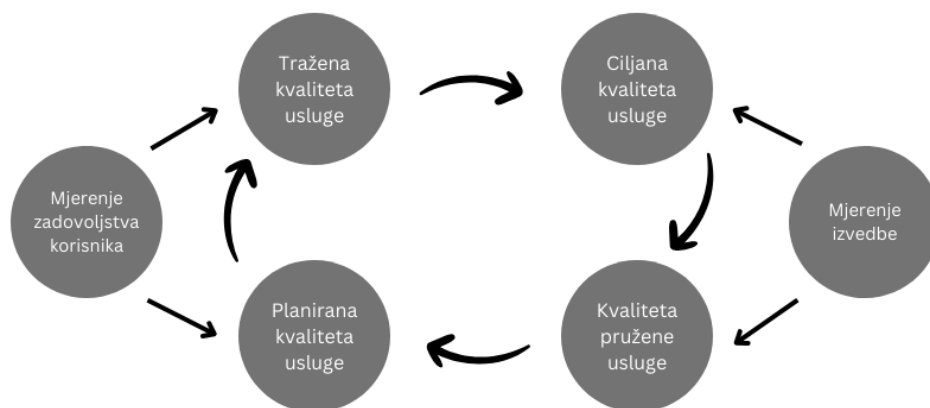 Tražena
kvaliteta
usluge
Ciljana
kvaliteta
usluge
Mjerenje
zadovoljstva
korisnika
Mjerenje
izvedbe
Planirana
kvaliteta
usluge
Kvaliteta
pružene
usluge